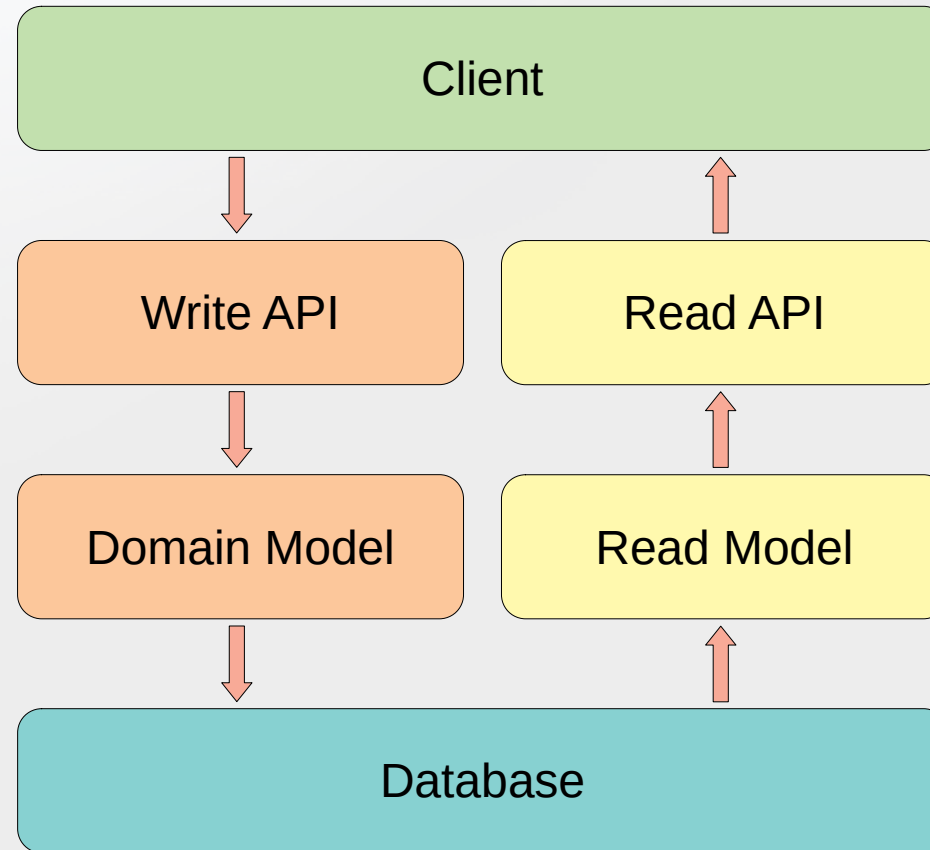 Client
Write API
Read API
Domain Model
Read Model
Database